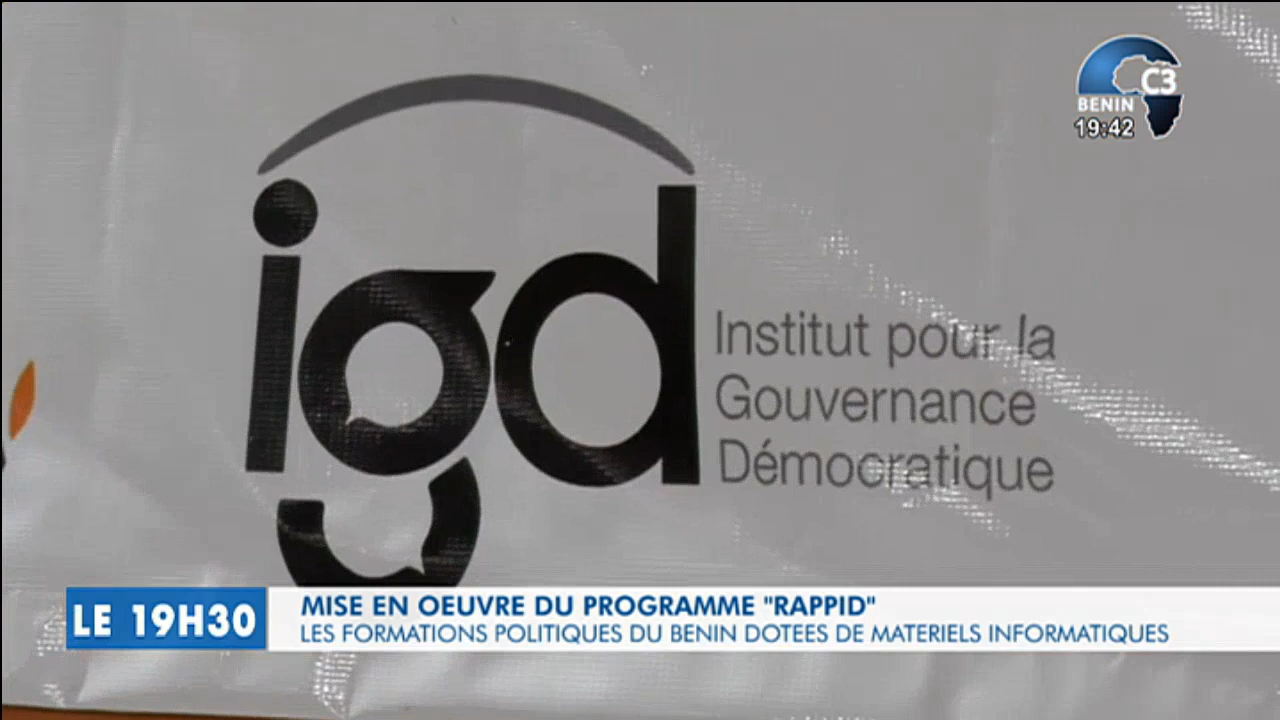 C3
BENIN
19:42
igd
Institut pour la
Gouvernance
Démocratique
LE 19H30
MISE EN OEUVRE DU PROGRAMME "RAPPID"
LES FORMATIONS POLITIQUES DU BENIN DOTEES DE MATERIELS INFORMATIQUES